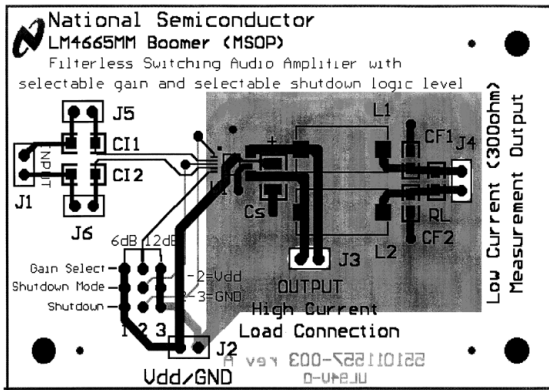 National Semiconductor
LM4665MM Boomer (MSOP)
Filterless Switching Audio Amplifier with
selectable gain and selectable shutdown logic level
J5
CI1
INPUT
J1
CI2
J6
L1
CF1
J4
Cs
RL
L2
CF2
Low Current (300ohm)
Measurement Output
6dB 12dB
Gain Select
Shutdown Mode
1-2=Vdd
2-3=GND
Shutdown
1 2 3
J3
OUTPUT
High Current
Load Connection
J2
Vdd/GND
551011557-003 rev A